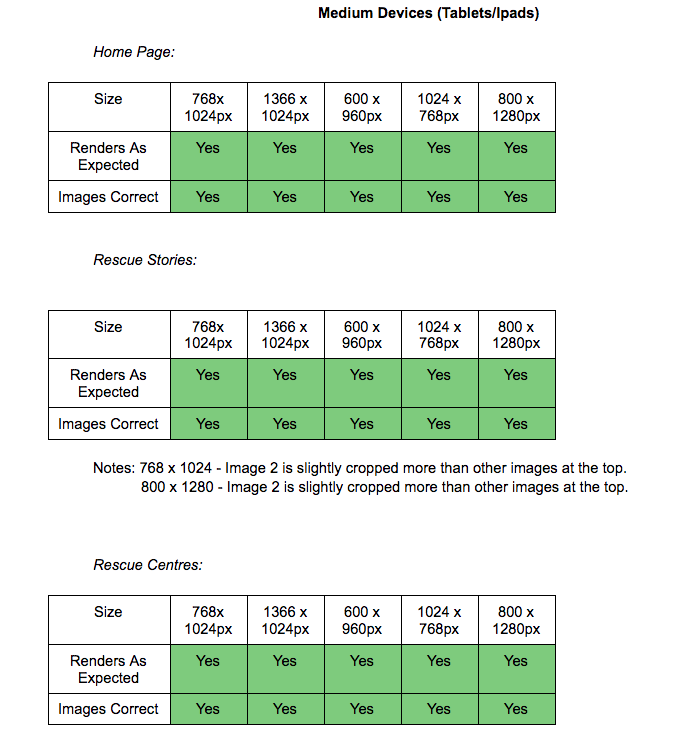 Medium Devices (Tablets/Ipads)
Home Page:
Size 768x 1366 x 600 x 1024 x 800 x
1024px 1024px 960px 768px 1280px
Renders As Yes Yes Yes Yes Yes
Expected
Images Correct Yes Yes Yes Yes Yes
Rescue Stories:
Size 768x 1366 x 600 x 1024 x 800 x
1024px 1024px 960px 768px 1280px
Renders As Yes Yes Yes Yes Yes
Expected
Images Correct Yes Yes Yes Yes Yes
Notes: 768 x 1024 - Image 2 is slightly cropped more than other images at the top.
800 x 1280 - Image 2 is slightly cropped more than other images at the top.
Rescue Centres:
Size 768x 1366 x 600 x 1024 x 800 x
1024px 1024px 960px 768px 1280px
Renders As Yes Yes Yes Yes Yes
Expected
Images Correct Yes Yes Yes Yes Yes